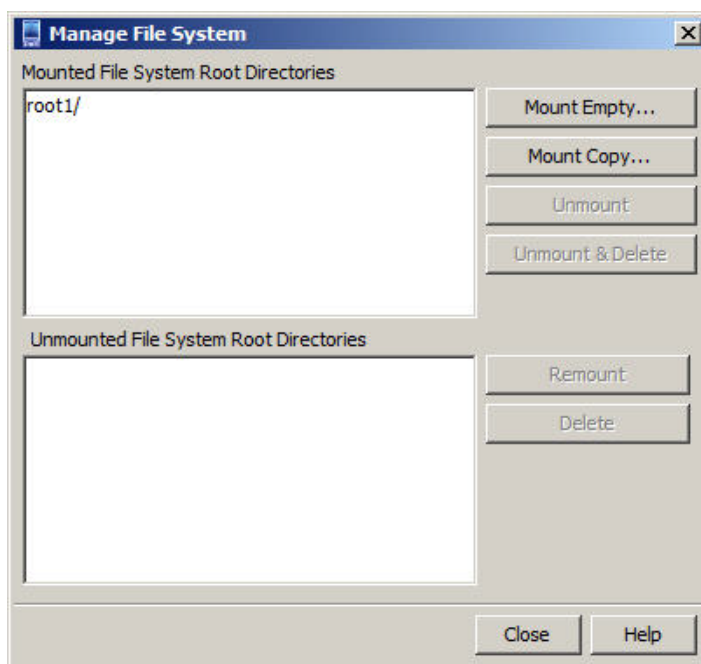 Manage File System
Mounted File System Root Directories
root1/
Mount Empty...
Mount Copy...
Unmount
Unmount & Delete
Unmounted File System Root Directories
Remount
Delete
Close
Help